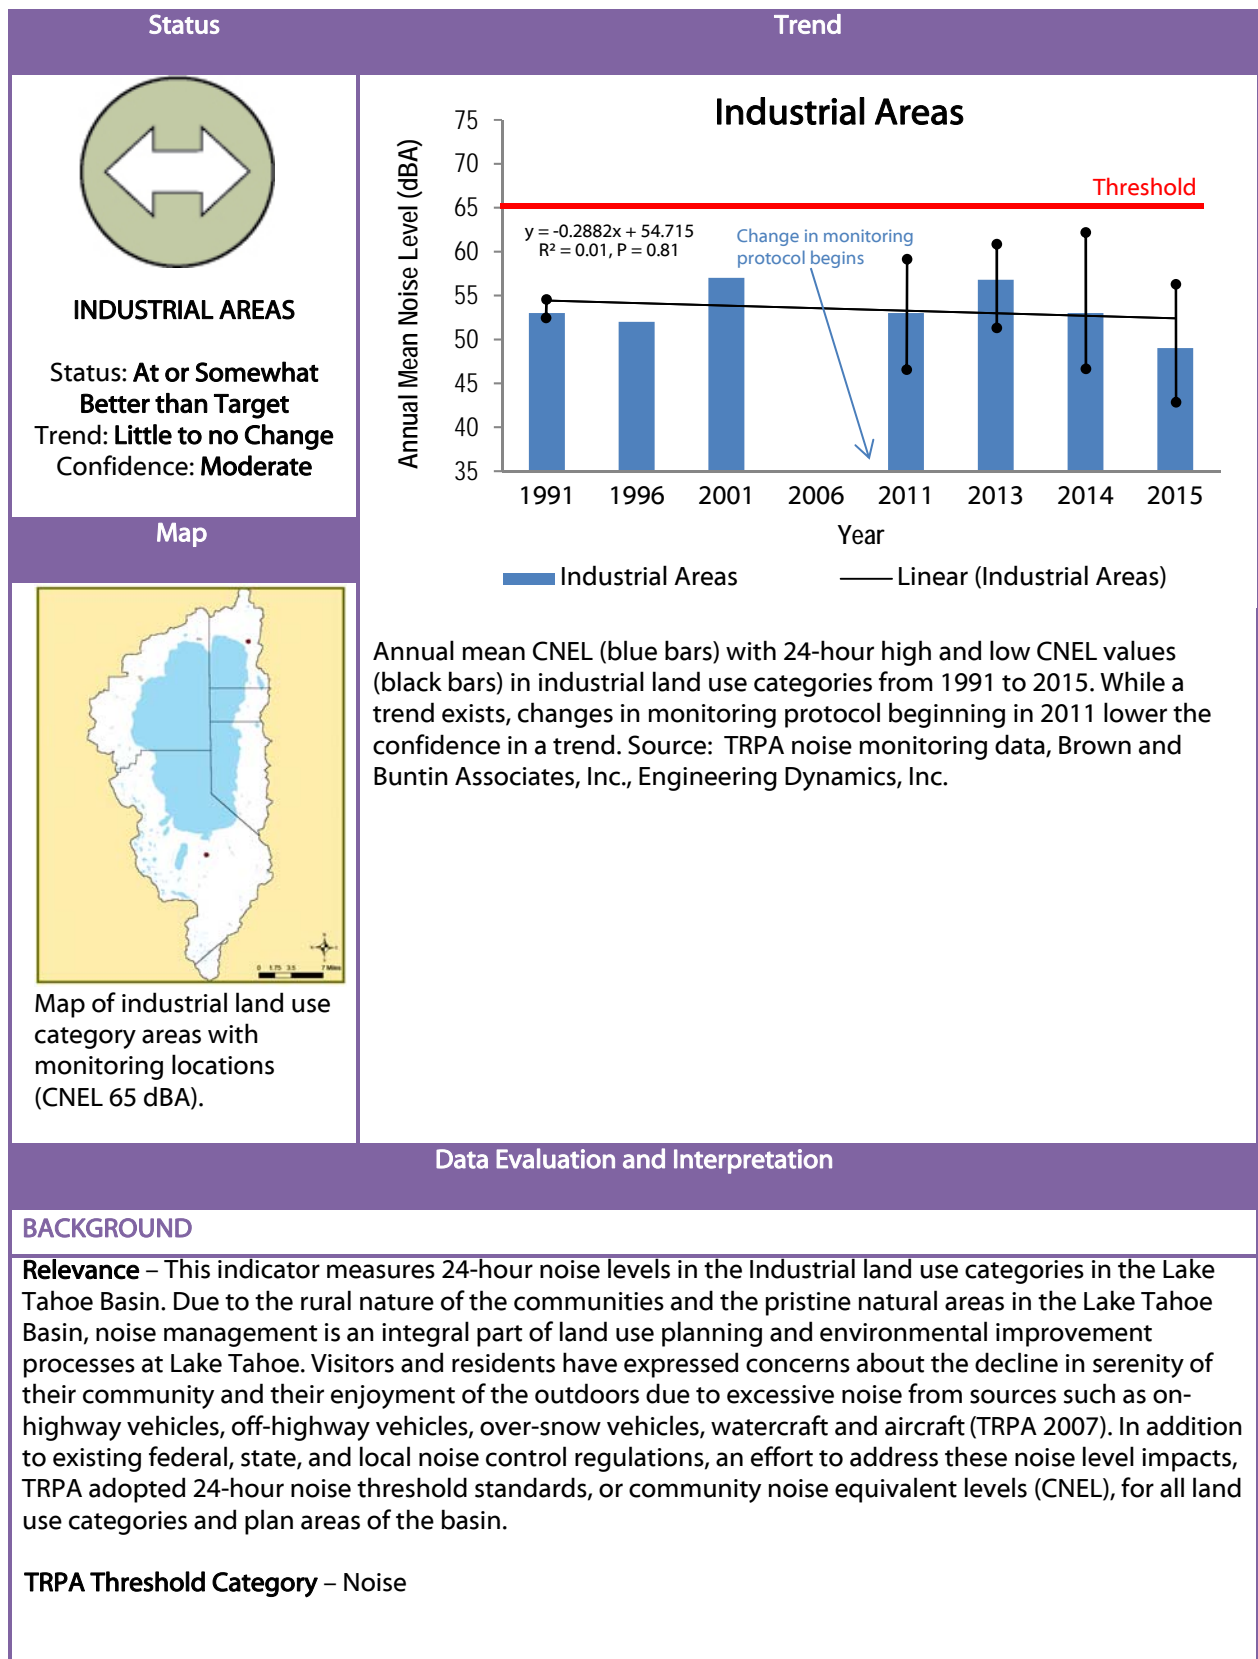 Status
Trend
INDUSTRIAL AREAS
Status: At or Somewhat
Better than Target
Trend: Little to no Change
Confidence: Moderate
Industrial Areas
Annual Mean Noise Level (dBA)
75
70
65
60
55
50
45
40
35
Threshold
y = -0.2882x + 54.715
R² = 0.01, P = 0.81
Change in monitoring
protocol begins
1991 1996 2001 2006 2011 2013 2014 2015
Year
Industrial Areas Linear (Industrial Areas)
Annual mean CNEL (blue bars) with 24-hour high and low CNEL values
(black bars) in industrial land use categories from 1991 to 2015. While a
trend exists, changes in monitoring protocol beginning in 2011 lower the
confidence in a trend. Source: TRPA noise monitoring data, Brown and
Buntin Associates, Inc., Engineering Dynamics, Inc.
Map
0 1.75 3.5 7 Miles
Map of industrial land use
category areas with
monitoring locations
(CNEL 65 dBA).
Data Evaluation and Interpretation
BACKGROUND
Relevance – This indicator measures 24-hour noise levels in the Industrial land use categories in the Lake
Tahoe Basin. Due to the rural nature of the communities and the pristine natural areas in the Lake Tahoe
Basin, noise management is an integral part of land use planning and environmental improvement
processes at Lake Tahoe. Visitors and residents have expressed concerns about the decline in serenity of
their community and their enjoyment of the outdoors due to excessive noise from sources such as on-
highway vehicles, off-highway vehicles, over-snow vehicles, watercraft and aircraft (TRPA 2007). In addition
to existing federal, state, and local noise control regulations, an effort to address these noise level impacts,
TRPA adopted 24-hour noise threshold standards, or community noise equivalent levels (CNEL), for all land
use categories and plan areas of the basin.
TRPA Threshold Category – Noise